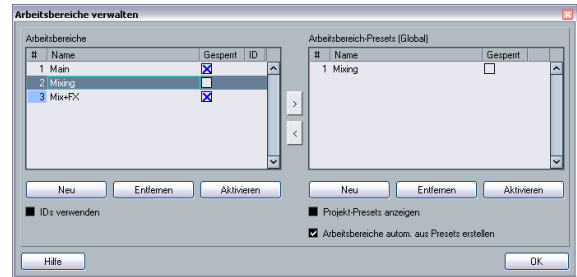 Arbeitsbereiche verwalten
Arbeitsbereiche
# Name Gesperrt ID
1 Main
2 Mixing
3 Mix+FX
>
<
Neu Entfernen Aktivieren
IDs verwenden
Arbeitsbereich-Presets (Global)
# Name Gesperrt
1 Mixing
Neu Entfernen Aktivieren
Projekt-Presets anzeigen
Arbeitsbereiche autom. aus Presets erstellen
Hilfe OK